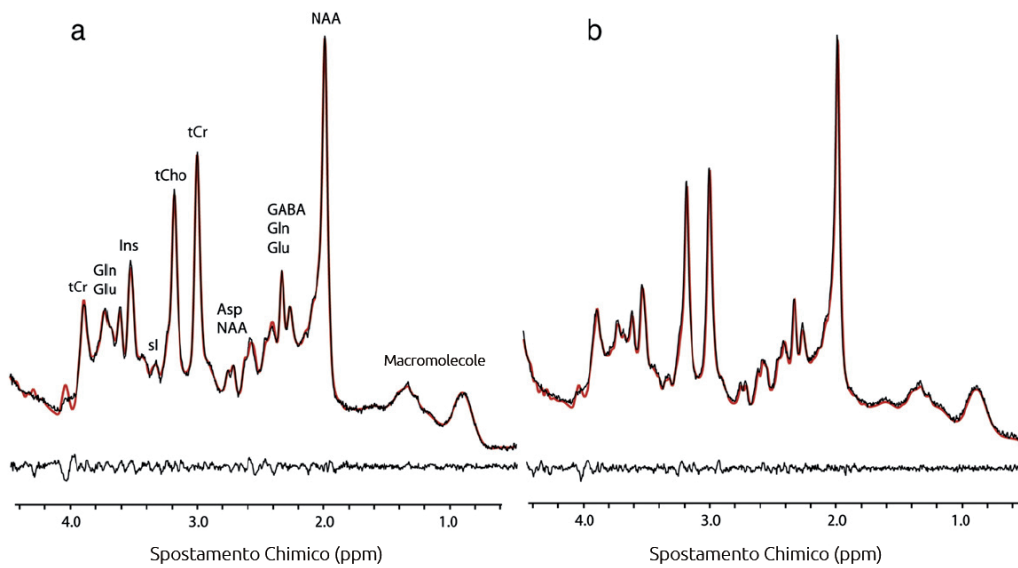 a
b
NAA
tCr
tCho
GABA
Gln
Glu
Ins
Gln
Glu
tCr
Asp
NAA
sI
Macromolecole
4.0 3.0 2.0 1.0
4.0 3.0 2.0 1.0
Spostamento Chimico (ppm)
Spostamento Chimico (ppm)